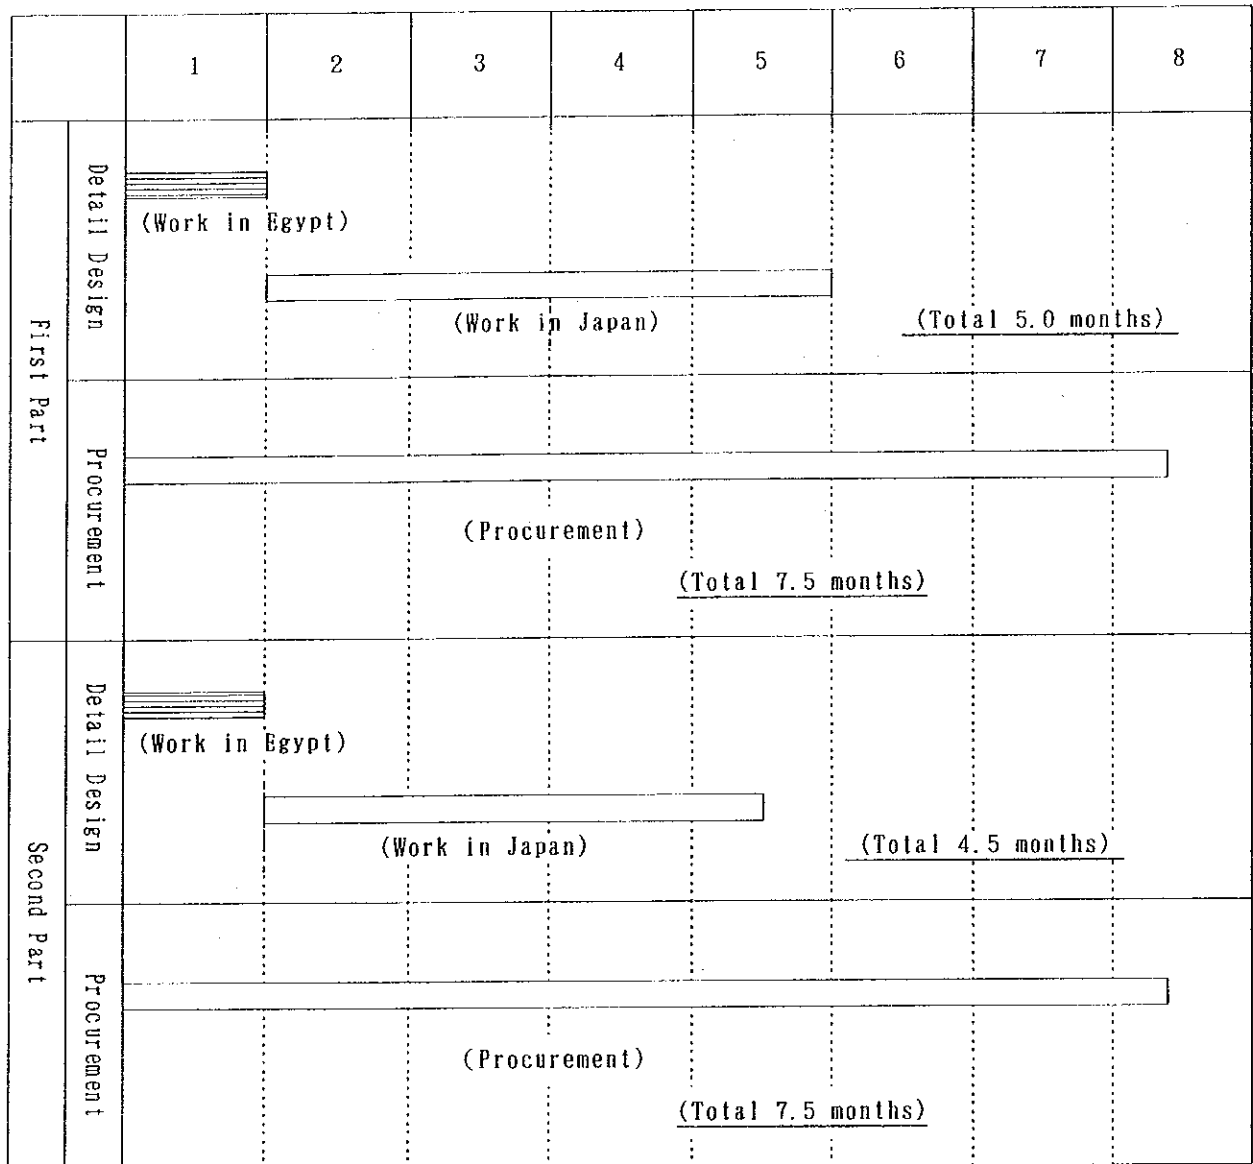 1 2 3 4 5 6 7 8
First Part
Detail Design
(Work in Egypt)
(Work in Japan)
(Total 5.0 months)
Procurement
(Procurement)
(Total 7.5 months)
Second Part
Detail Design
(Work in Egypt)
(Work in Japan)
(Total 4.5 months)
Procurement
(Procurement)
(Total 7.5 months)